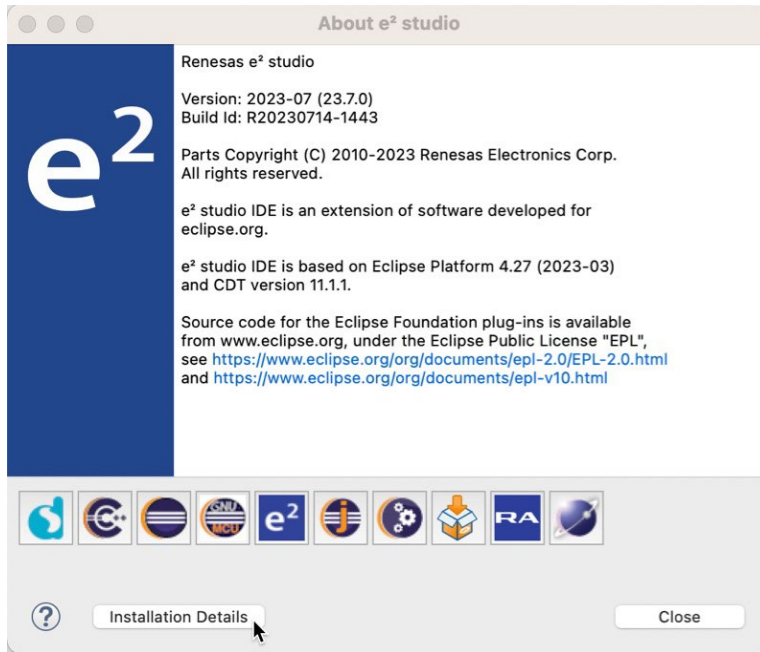 About e² studio
Renesas e² studio
Version: 2023-07 (23.7.0)
Build Id: R20230714-1443
Parts Copyright (C) 2010-2023 Renesas Electronics Corp.
All rights reserved.
e² studio IDE is an extension of software developed for
eclipse.org.
e² studio IDE is based on Eclipse Platform 4.27 (2023-03)
and CDT version 11.1.1.
Source code for the Eclipse Foundation plug-ins is available
from www.eclipse.org, under the Eclipse Public License "EPL",
see https://www.eclipse.org/org/documents/epl-2.0/EPL-2.0.html
and https://www.eclipse.org/org/documents/epl-v10.html
e²
GNU
MCU
e²
RA
?
Installation Details
Close